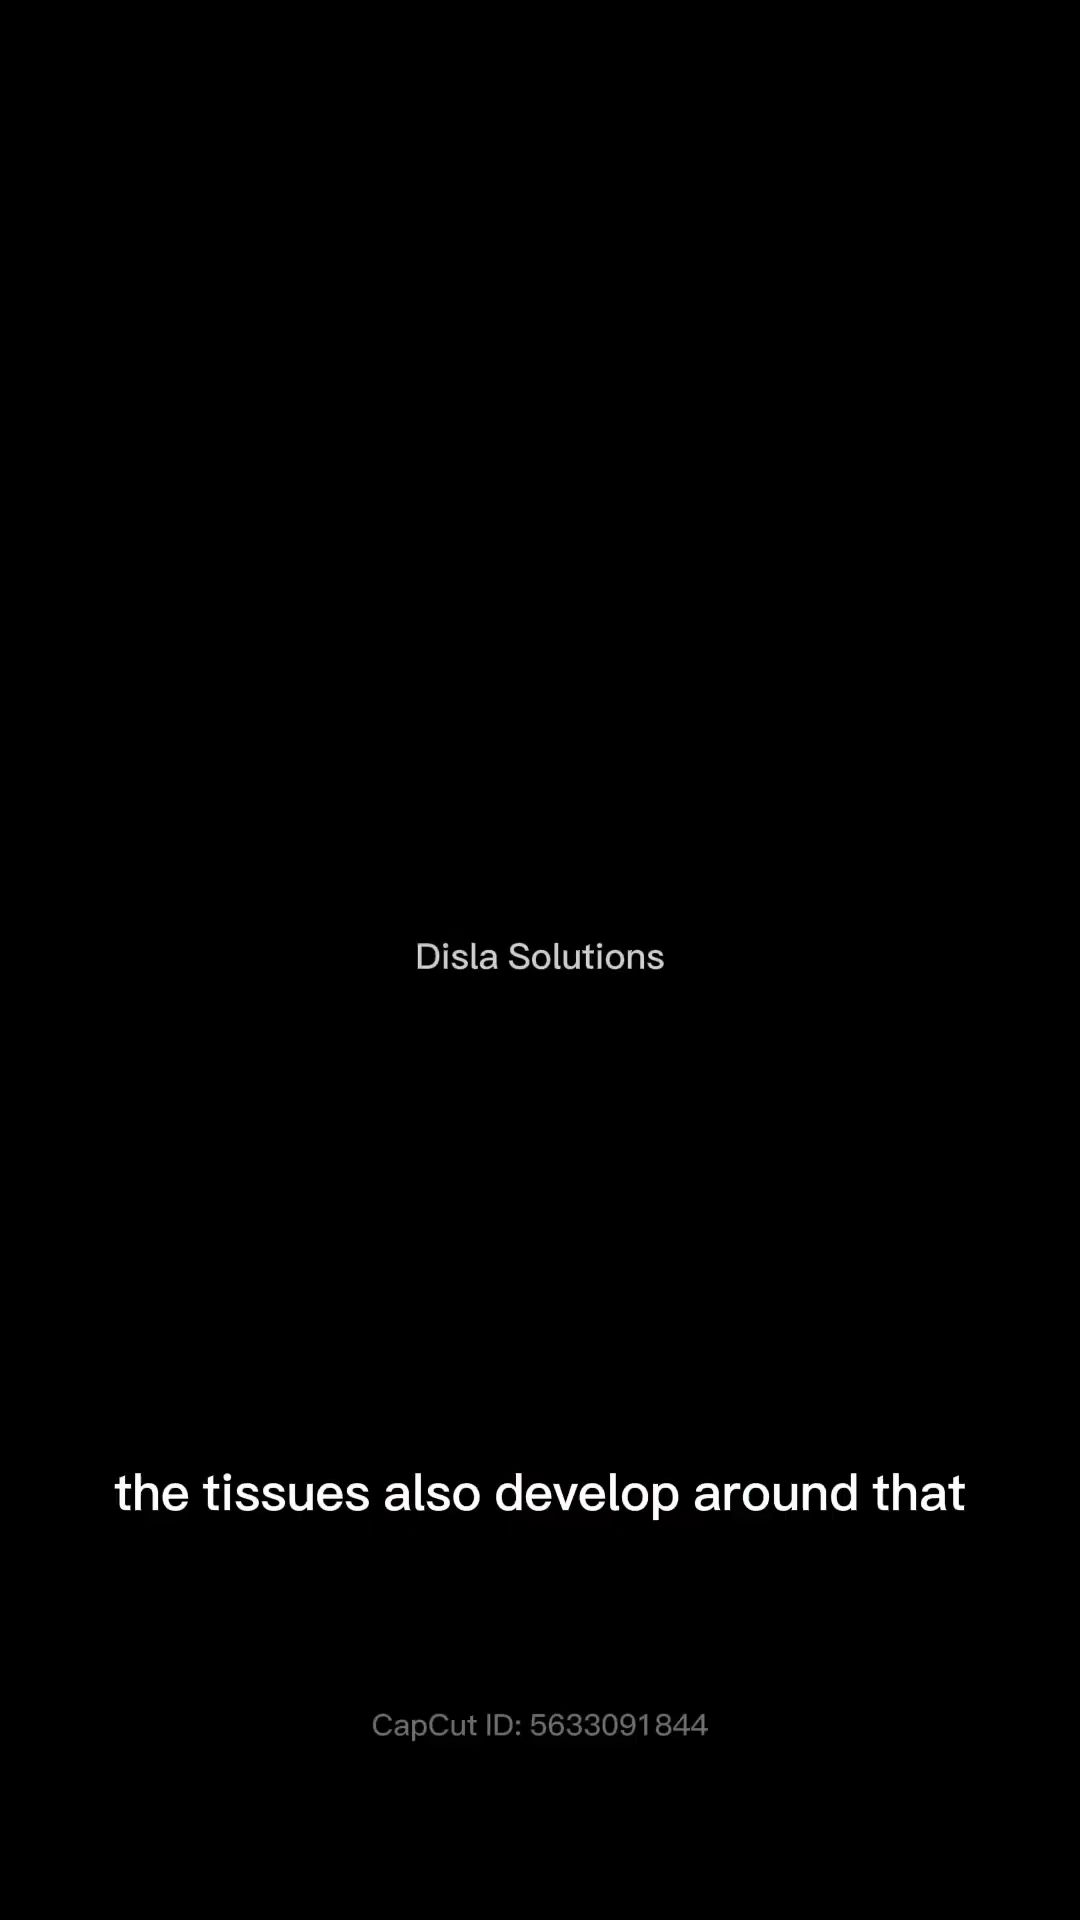 Disla Solutions
the tissues also develop around that
CapCut ID: 5633091844